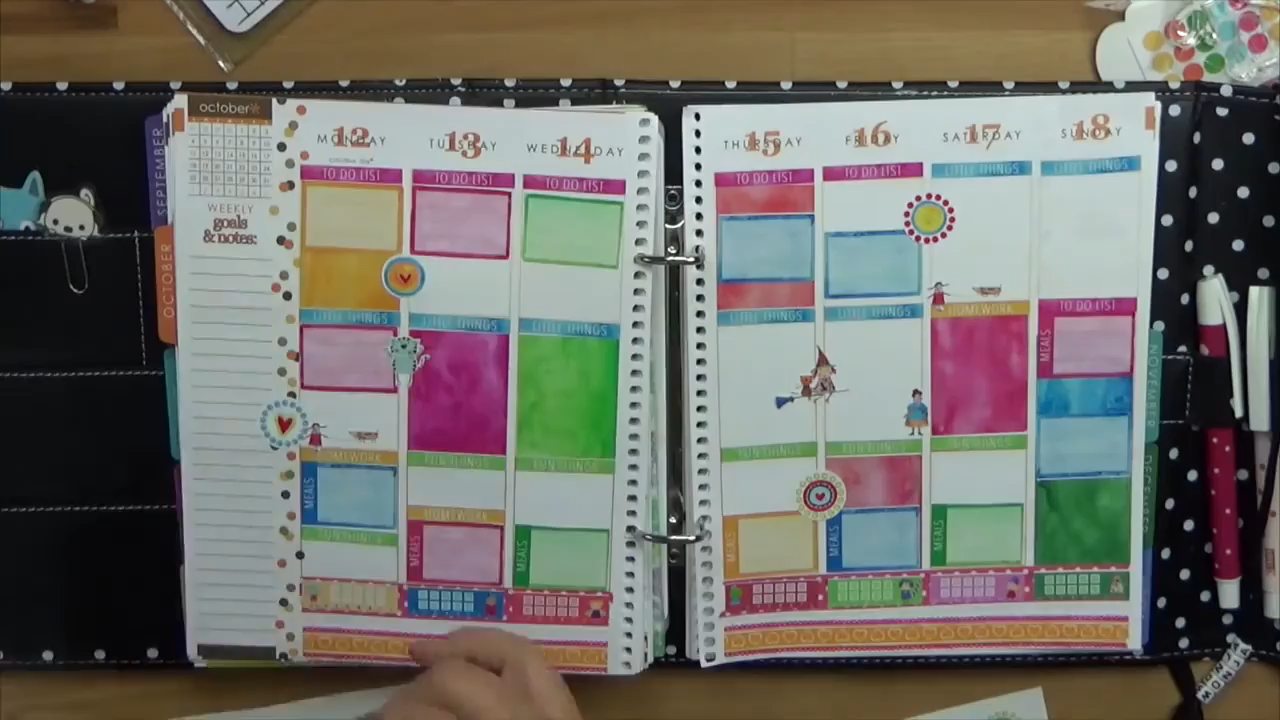 october
SEPTEMBER
OCTOBER
NOVEMBER
DECEMBER
WEEKLY
goals
& notes:
12
MONDAY
TO DO LIST
LITTLE THINGS
HOMEWORK
MEALS
FUN THINGS
13
TUESDAY
TO DO LIST
LITTLE THINGS
FUN THINGS
HOMEWORK
MEALS
14
WEDNESDAY
TO DO LIST
LITTLE THINGS
FUN THINGS
MEALS
15
THURSDAY
TO DO LIST
LITTLE THINGS
FUN THINGS
MEALS
16
FRIDAY
TO DO LIST
LITTLE THINGS
FUN THINGS
MEALS
17
SATURDAY
LITTLE THINGS
HOMEWORK
FUN THINGS
MEALS
18
SUNDAY
LITTLE THINGS
TO DO LIST
MEALS